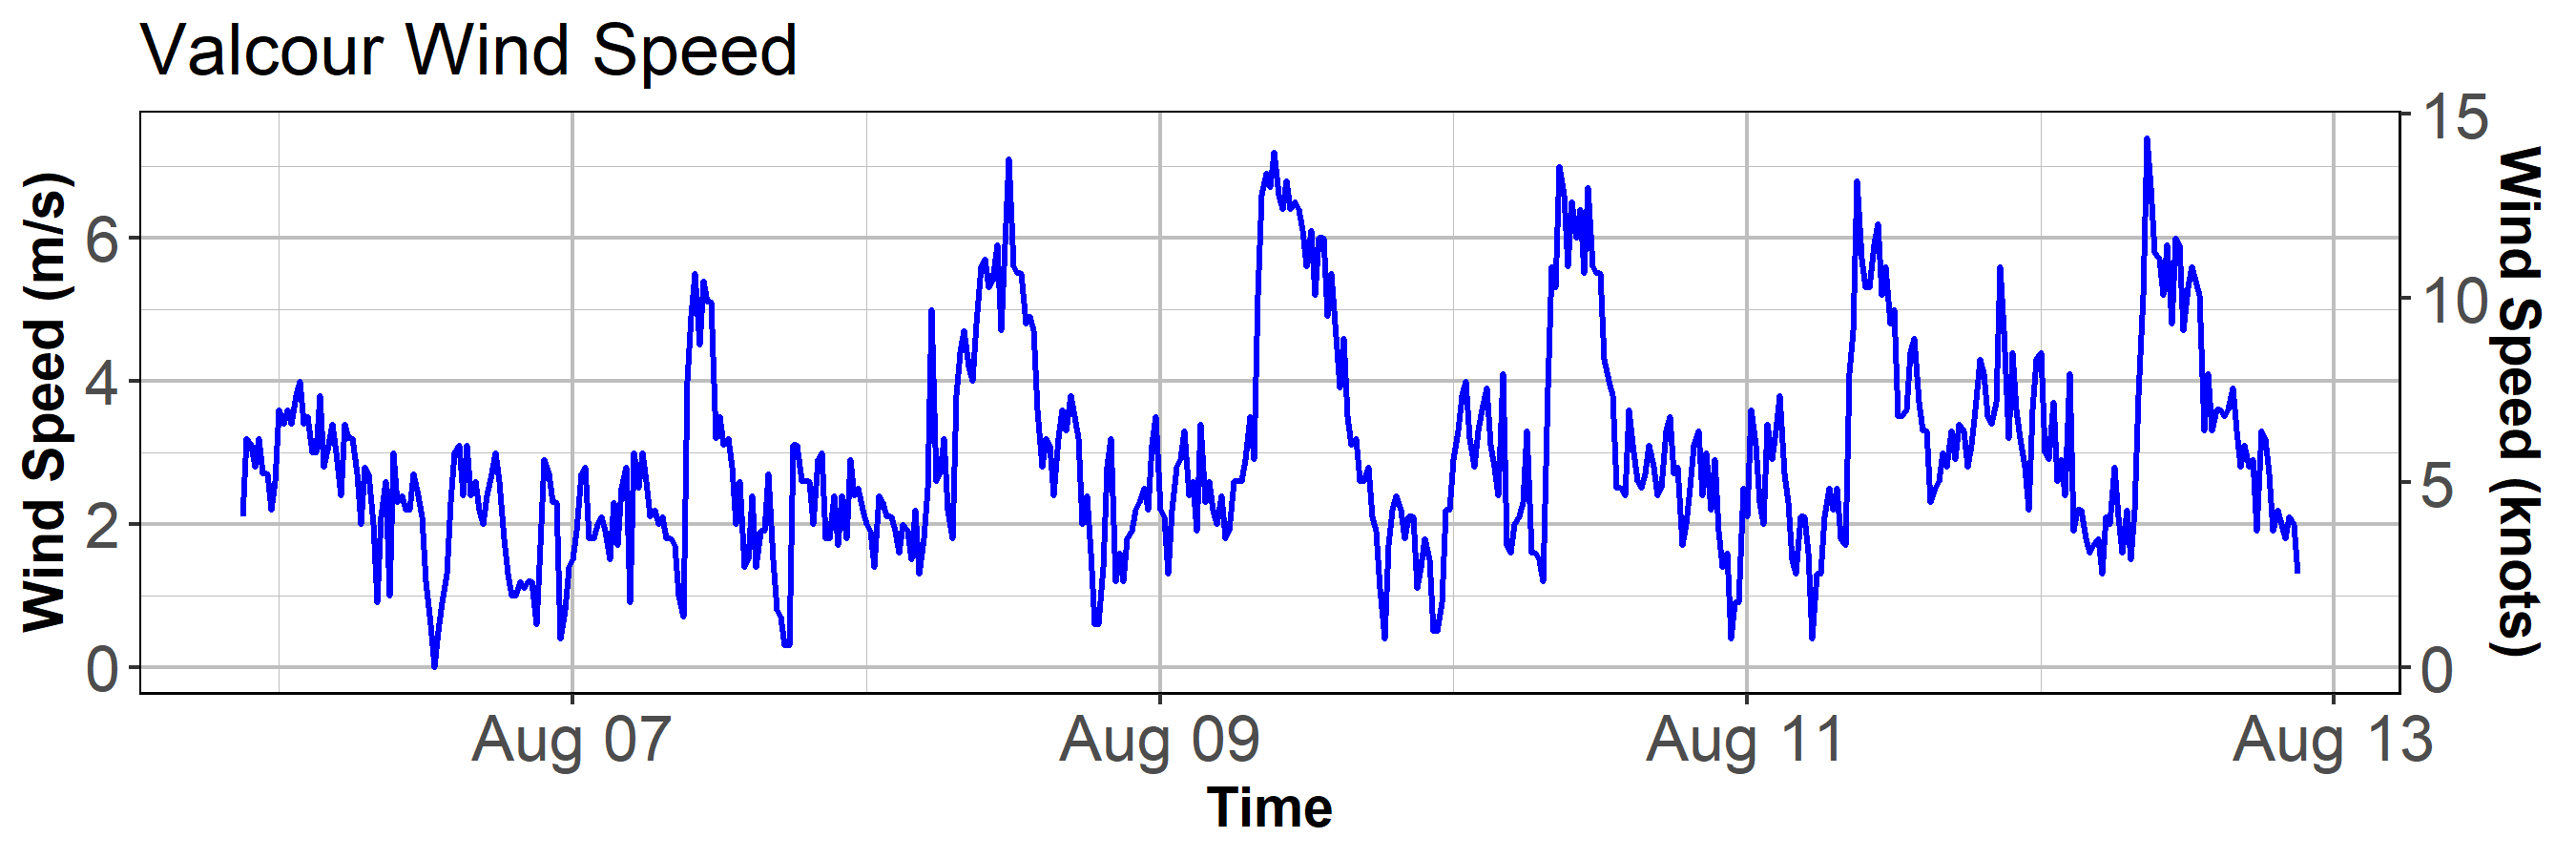 Valcour Wind Speed
Wind Speed (m/s)
6
4
2
0
15
10
5
0
Wind Speed (knots)
Aug 07
Aug 09
Aug 11
Aug 13
Time